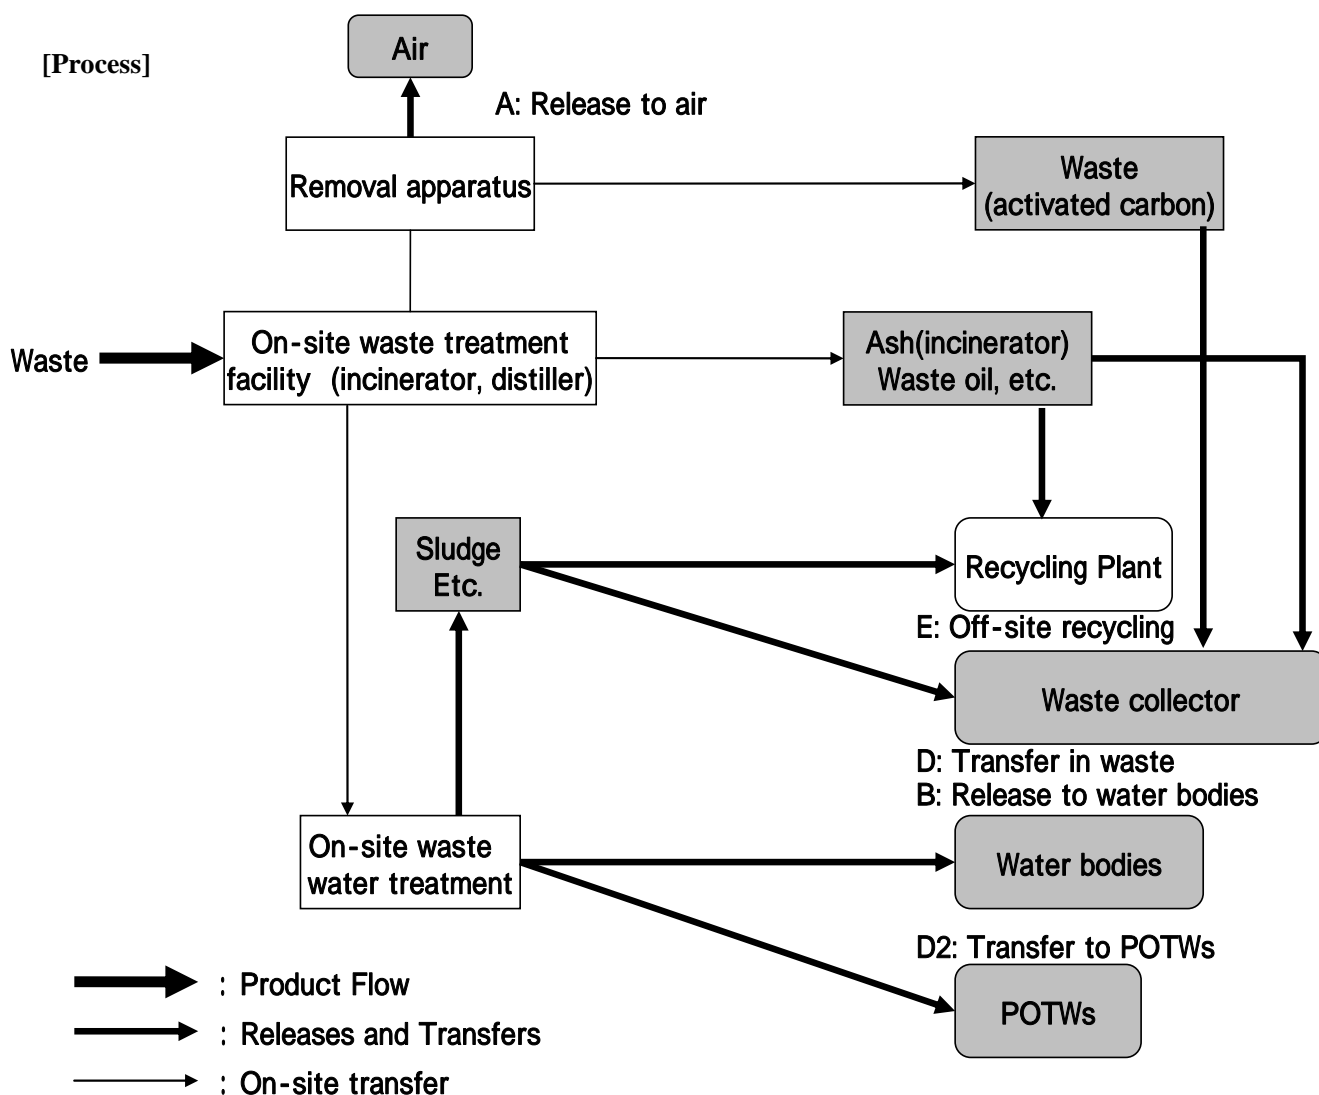 [Process]
Air
A: Release to air
Removal apparatus
Waste
(activated carbon)
Waste
On-site waste treatment
facility (incinerator, distiller)
Ash(incinerator)
Waste oil, etc.
Sludge
Etc.
Recycling Plant
E: Off-site recycling
Waste collector
D: Transfer in waste
B: Release to water bodies
On-site waste
water treatment
Water bodies
D2: Transfer to POTWs
POTWs
: Product Flow
: Releases and Transfers
: On-site transfer